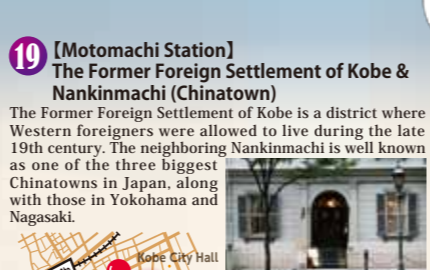 19 【Motomachi Station】
The Former Foreign Settlement of Kobe &
Nankinmachi (Chinatown)
The Former Foreign Settlement of Kobe is a district where
Western foreigners were allowed to live during the late
19th century. The neighboring Nankinmachi is well known
as one of the three biggest
Chinatowns in Japan, along
with those in Yokohama and
Nagasaki.
Kobe City Hall